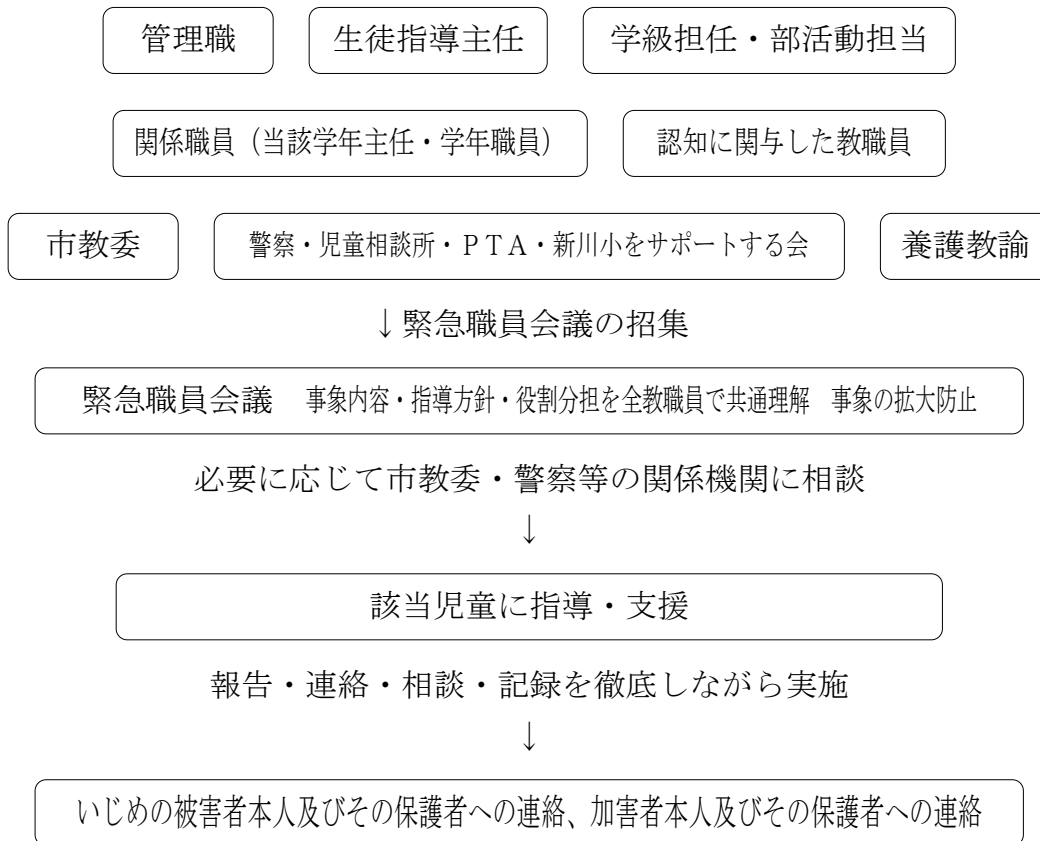 管理職 生徒指導主任 学級担任・部活動担当
関係職員（当該学年主任・学年職員） 認知に関与した教職員
市教委 警察・児童相談所・ＰＴＡ・新川小をサポートする会 養護教諭
↓緊急職員会議の招集
緊急職員会議　事象内容・指導方針・役割分担を全教職員で共通理解　事象の拡大防止
必要に応じて市教委・警察等の関係機関に相談
↓
該当児童に指導・支援
報告・連絡・相談・記録を徹底しながら実施
↓
いじめの被害者本人及びその保護者への連絡、加害者本人及びその保護者への連絡